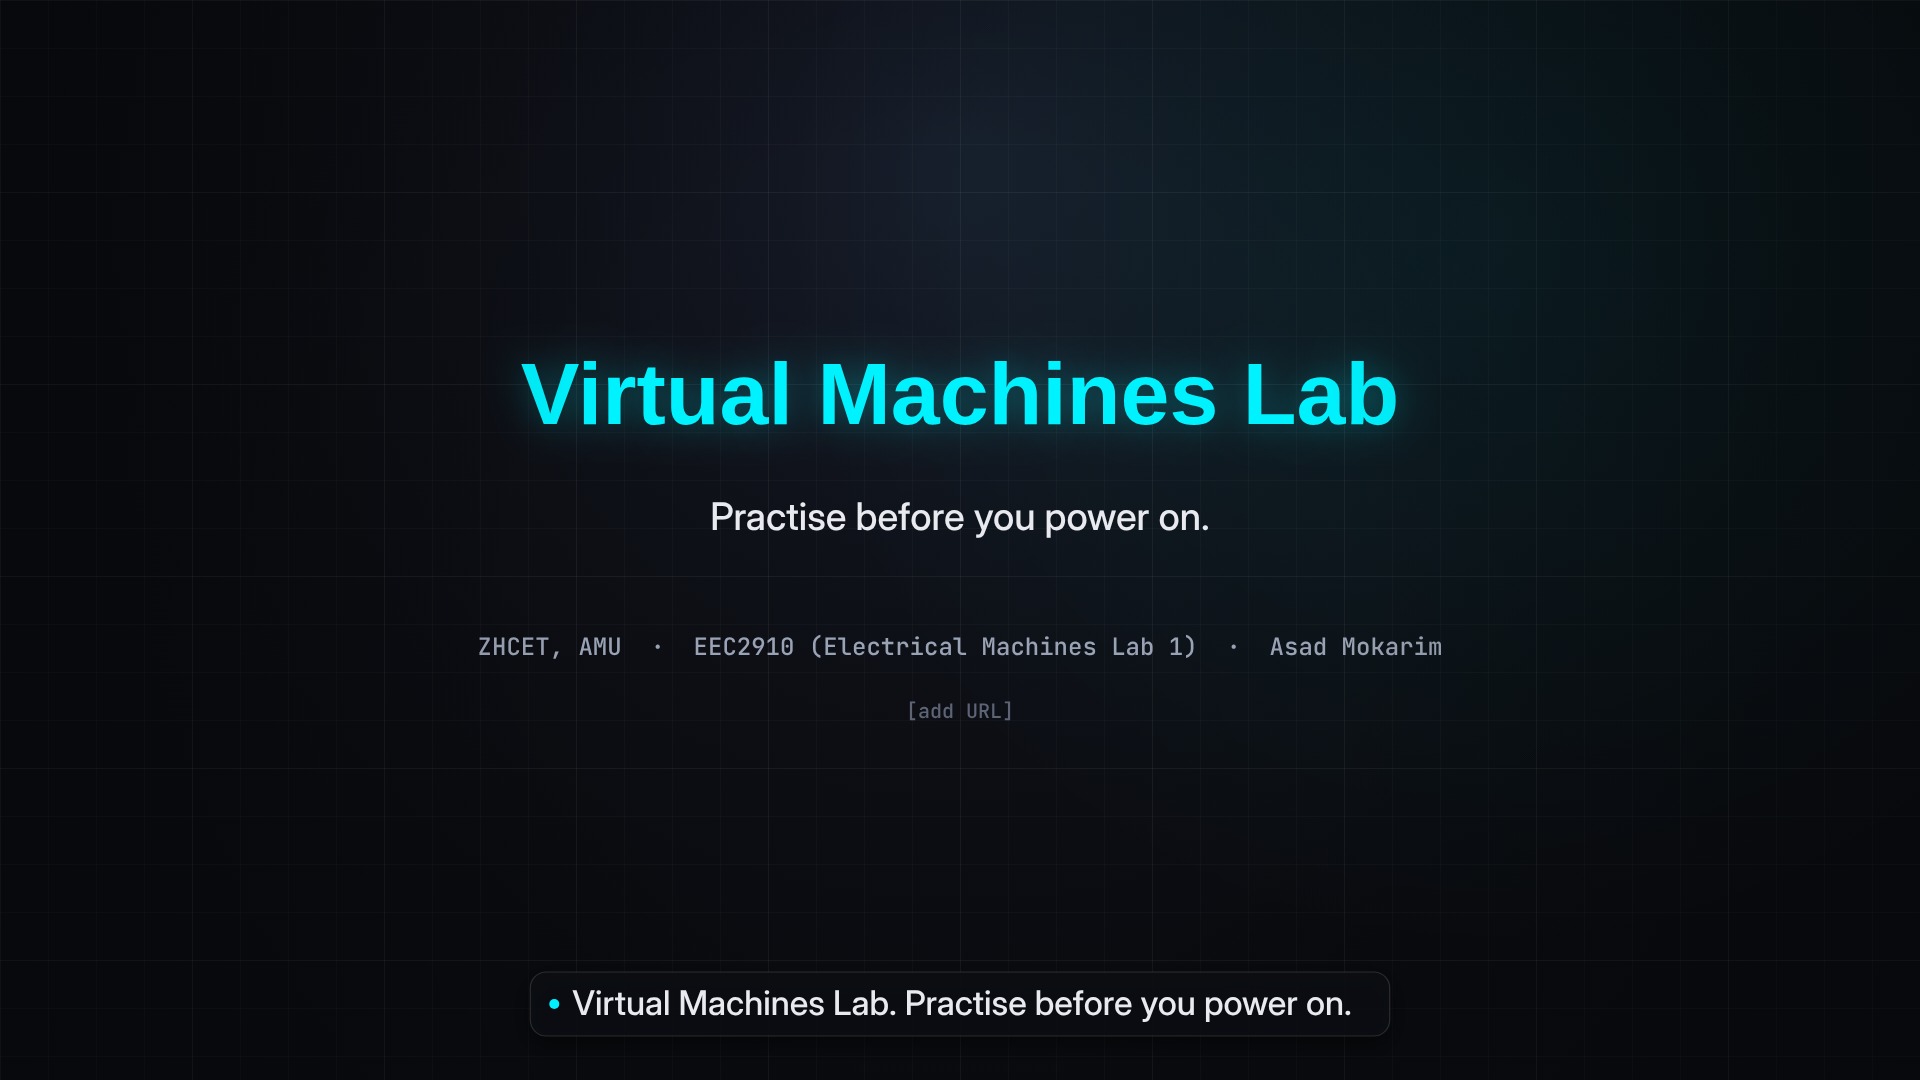 Virtual Machines Lab
Practise before you power on.
ZHCET, AMU · EEC2910 (Electrical Machines Lab 1) · Asad Mokarim
[add URL]
• Virtual Machines Lab. Practise before you power on.